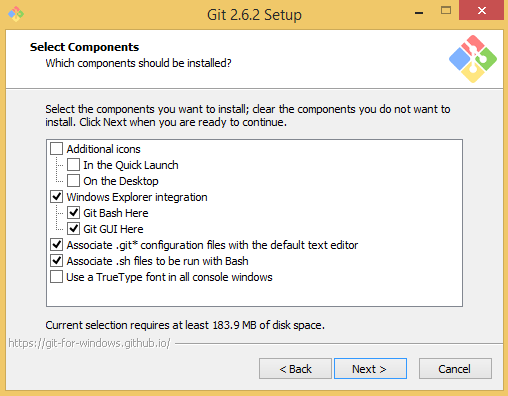 Git 2.6.2 Setup
Select Components
Which components should be installed?
Select the components you want to install; clear the components you do not want to
install. Click Next when you are ready to continue.
Additional icons
In the Quick Launch
On the Desktop
Windows Explorer integration
Git Bash Here
Git GUI Here
Associate .git* configuration files with the default text editor
Associate .sh files to be run with Bash
Use a TrueType font in all console windows
Current selection requires at least 183.9 MB of disk space.
https://git-for-windows.github.io/
< Back
Next >
Cancel